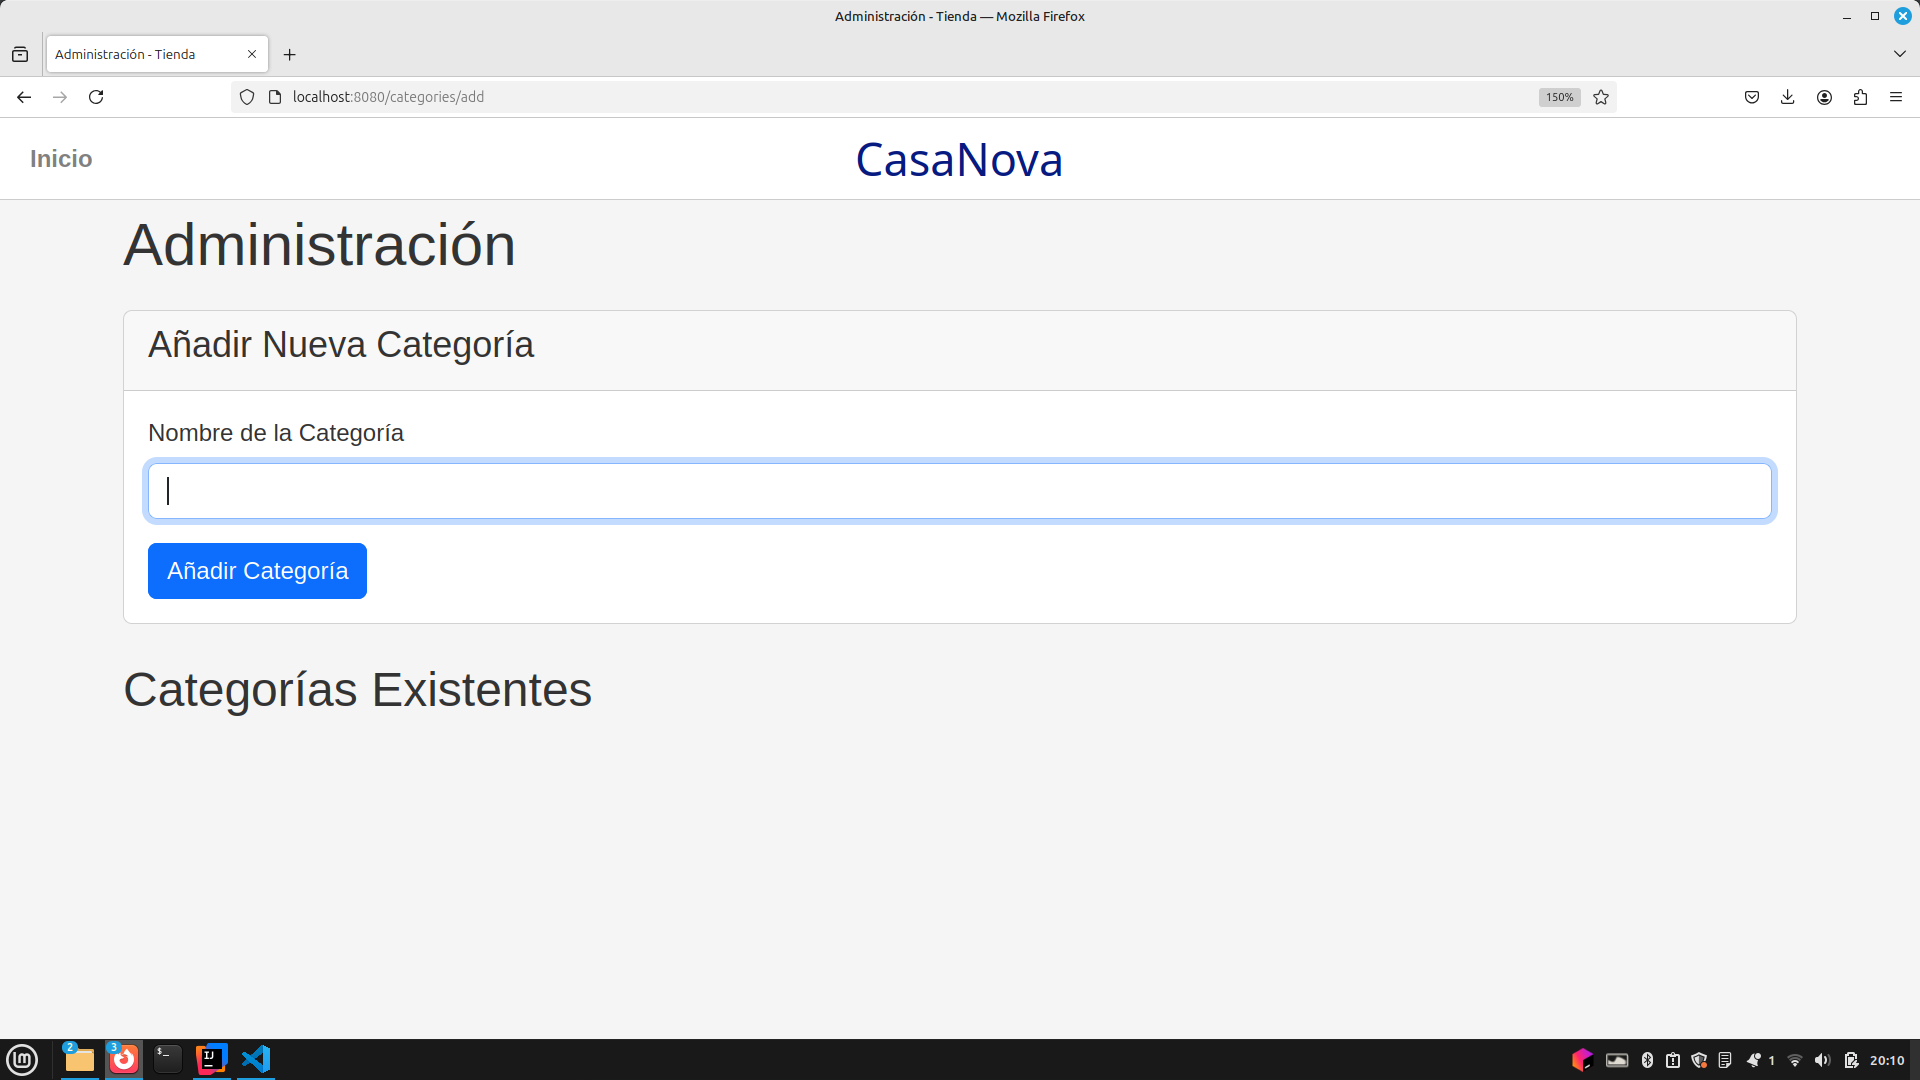 Administración - Tienda — Mozilla Firefox
Administración - Tienda
localhost:8080/categories/add
150%
Inicio
CasaNova
Administración
Añadir Nueva Categoría
Nombre de la Categoría
Añadir Categoría
Categorías Existentes
2
3
$_
IJ
1
20:10